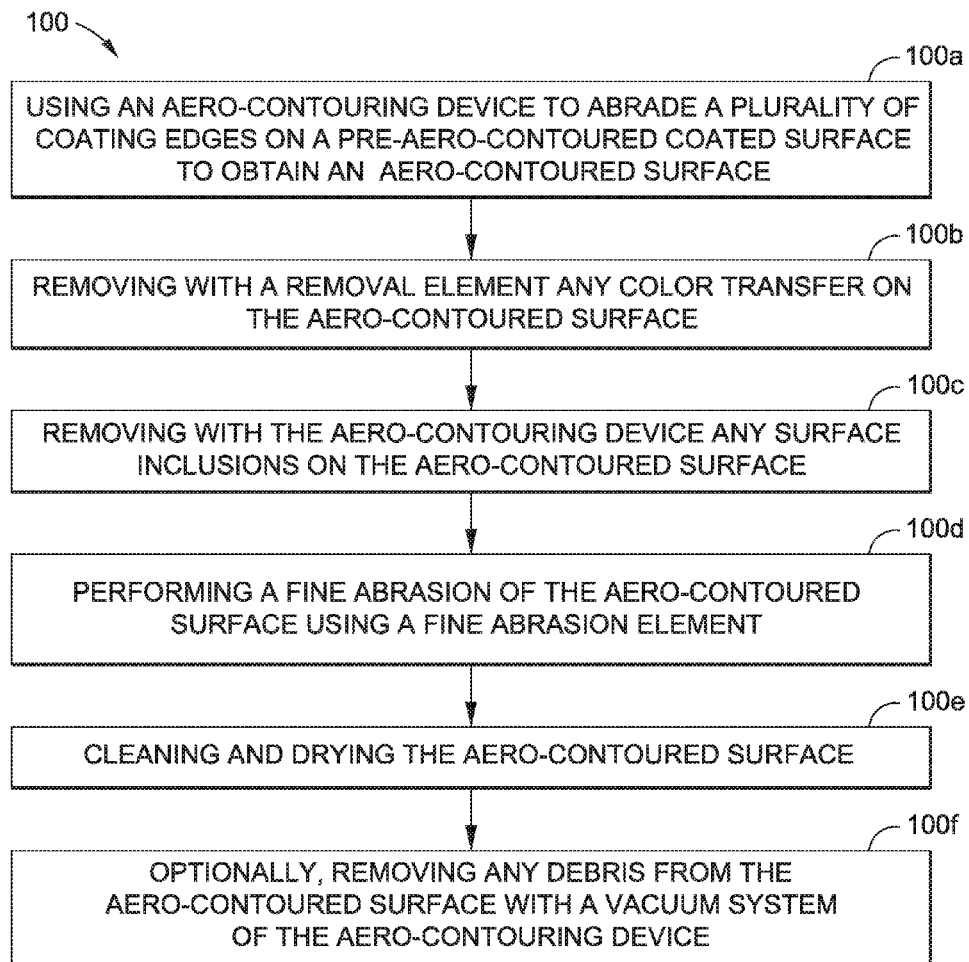 100
100a
USING AN AERO-CONTOURING DEVICE TO ABRADE A PLURALITY OF
COATING EDGES ON A PRE-AERO-CONTOURED COATED SURFACE
TO OBTAIN AN AERO-CONTOURED SURFACE
100b
REMOVING WITH A REMOVAL ELEMENT ANY COLOR TRANSFER ON
THE AERO-CONTOURED SURFACE
100c
REMOVING WITH THE AERO-CONTOURING DEVICE ANY SURFACE
INCLUSIONS ON THE AERO-CONTOURED SURFACE
100d
PERFORMING A FINE ABRASION OF THE AERO-CONTOURED
SURFACE USING A FINE ABRASION ELEMENT
100e
CLEANING AND DRYING THE AERO-CONTOURED SURFACE
100f
OPTIONALLY, REMOVING ANY DEBRIS FROM THE
AERO-CONTOURED SURFACE WITH A VACUUM SYSTEM
OF THE AERO-CONTOURING DEVICE